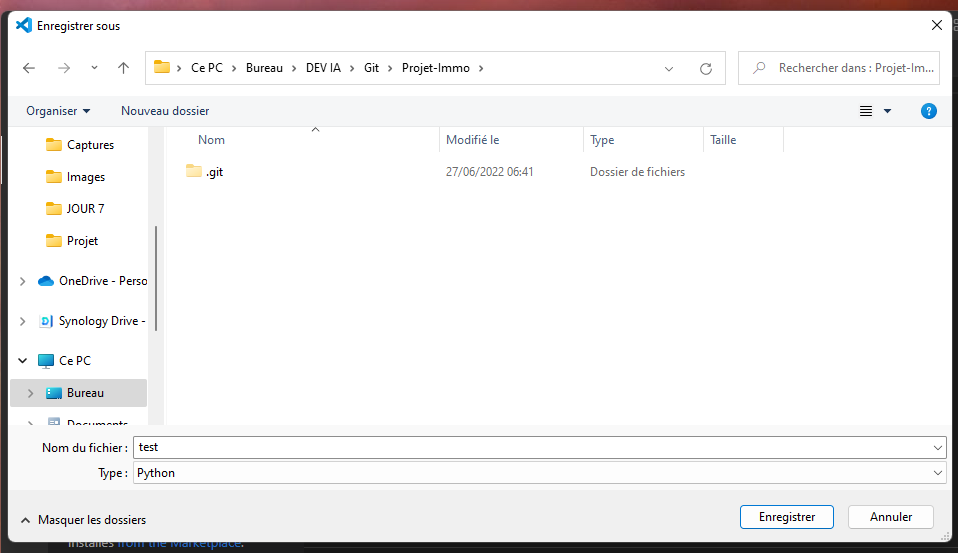 Enregistrer sous
Ce PC > Bureau > DEV IA > Git > Projet-Immo >
Rechercher dans : Projet-Im...
Organiser
Nouveau dossier
?
Captures
Images
JOUR 7
Projet
OneDrive - Perso
Synology Drive -
Ce PC
Bureau
Documents
Nom Modifié le Type Taille
.git 27/06/2022 06:41 Dossier de fichiers
Nom du fichier : test
Type : Python
Masquer les dossiers
Enregistrer
Annuler
installés from the Marketplace.